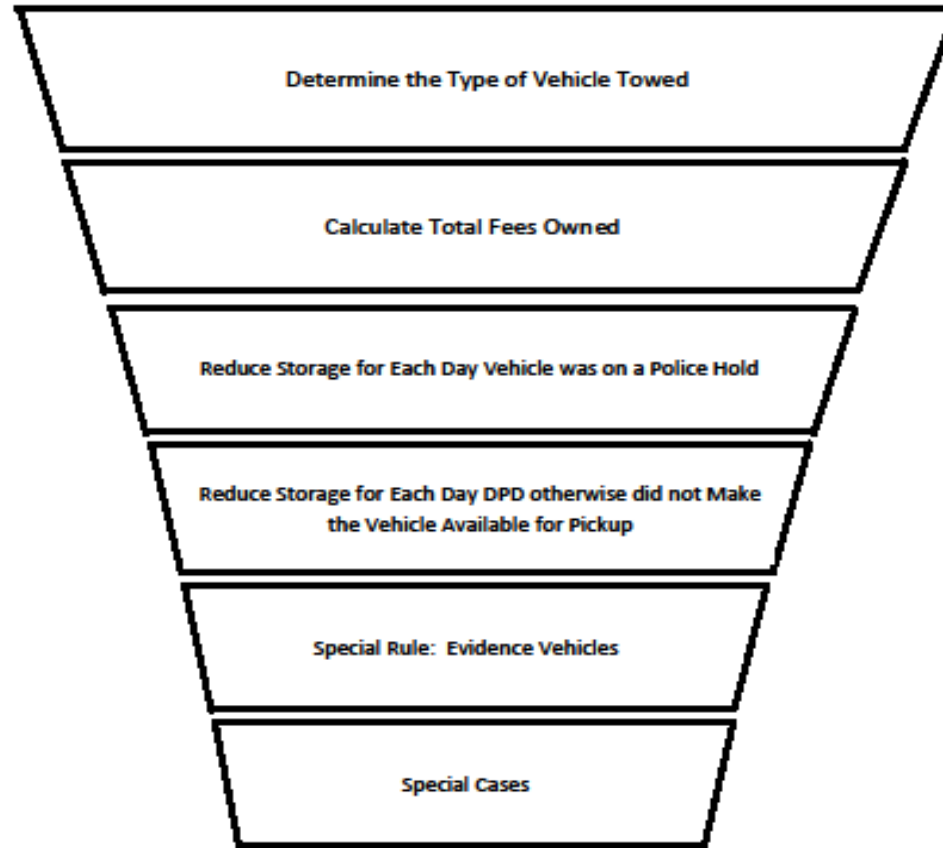 Determine the Type of Vehicle Towed
Calculate Total Fees Owned
Reduce Storage for Each Day Vehicle was on a Police Hold
Reduce Storage for Each Day DPD otherwise did not Make
the Vehicle Available for Pickup
Special Rule: Evidence Vehicles
Special Cases